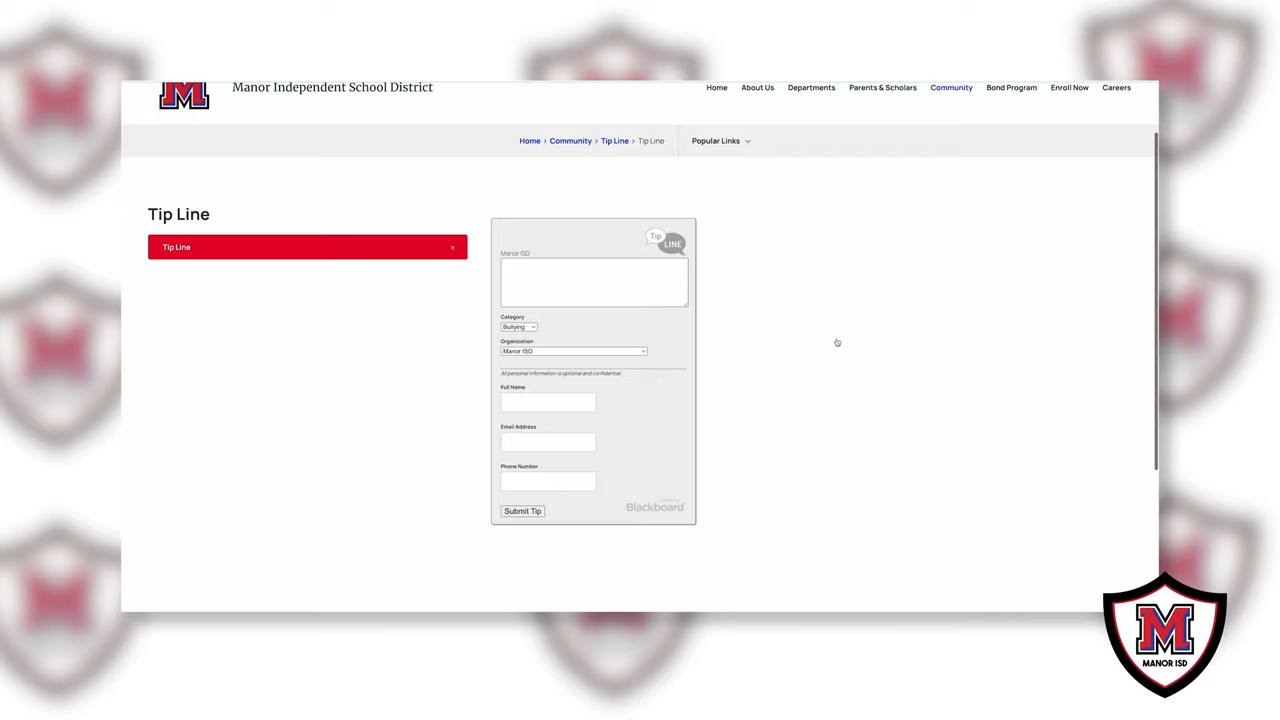 M
Manor Independent School District
Home
About Us
Departments
Parents & Scholars
Community
Bond Program
Enroll Now
Careers
Home > Community > Tip Line > Tip Line
Popular Links
Tip Line
Tip Line
Tip
LINE
Manor ISD
Category
Bullying
Organization
Manor ISD
All personal information is optional and confidential.
Full Name
Email Address
Phone Number
Submit Tip
Blackboard
M
MANOR ISD